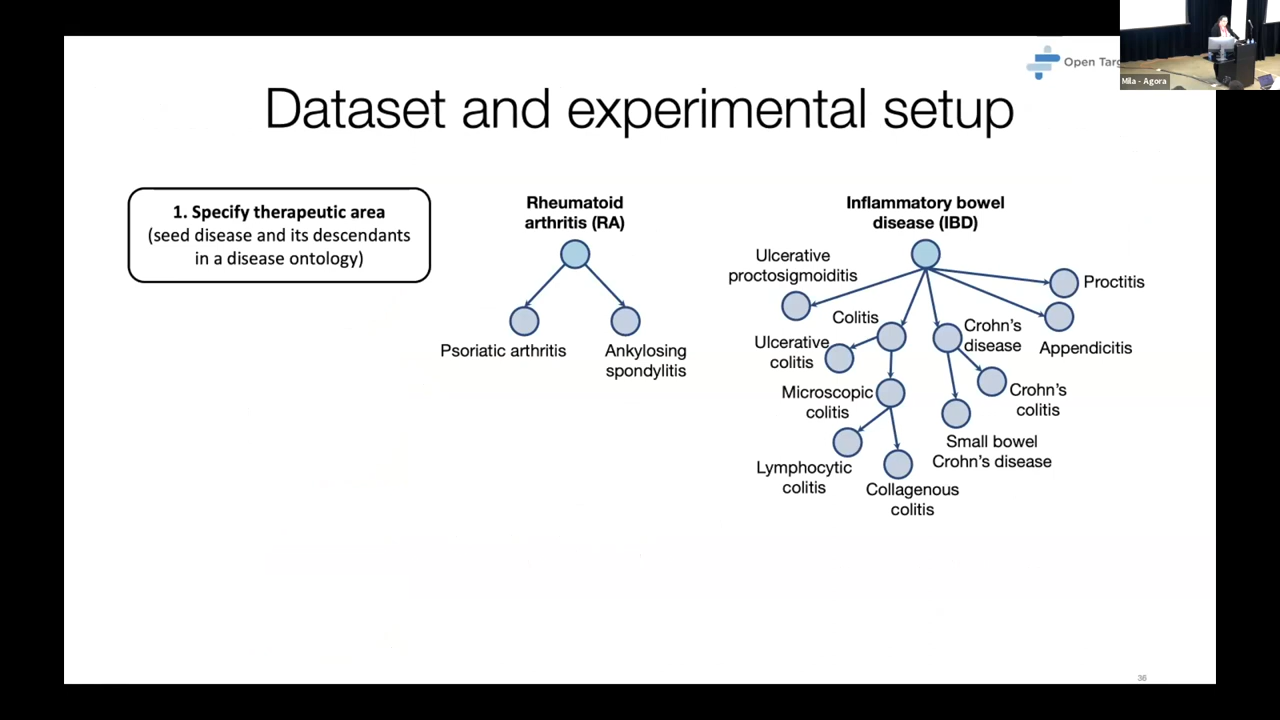 Open Targ
Mila - Agora
Dataset and experimental setup
1. Specify therapeutic area
(seed disease and its descendants
in a disease ontology)
Rheumatoid
arthritis (RA)
Psoriatic arthritis
Ankylosing
spondylitis
Inflammatory bowel
disease (IBD)
Ulcerative
proctosigmoiditis
Proctitis
Colitis
Crohn's
disease
Appendicitis
Ulcerative
colitis
Microscopic
colitis
Crohn's
colitis
Small bowel
Crohn's disease
Lymphocytic
colitis
Collagenous
colitis
36